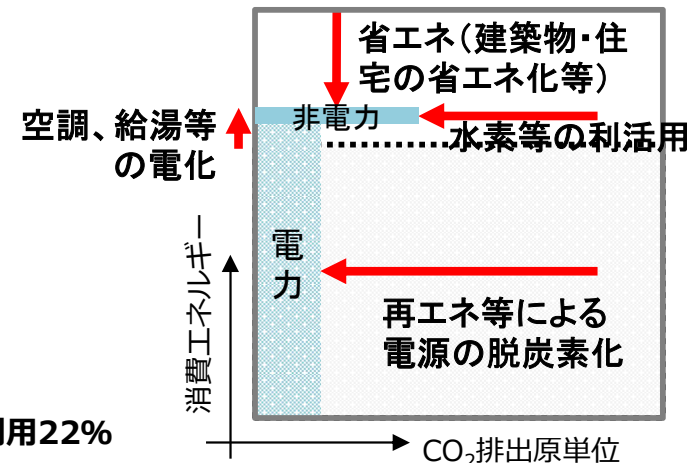 省エネ（建築物・住
宅の省エネ化等）
非電力
空調、給湯等
の電化
水素等の利活用
電
力
再エネ等による
電源の脱炭素化
消費エネルギー
用22%
CO₂排出原単位